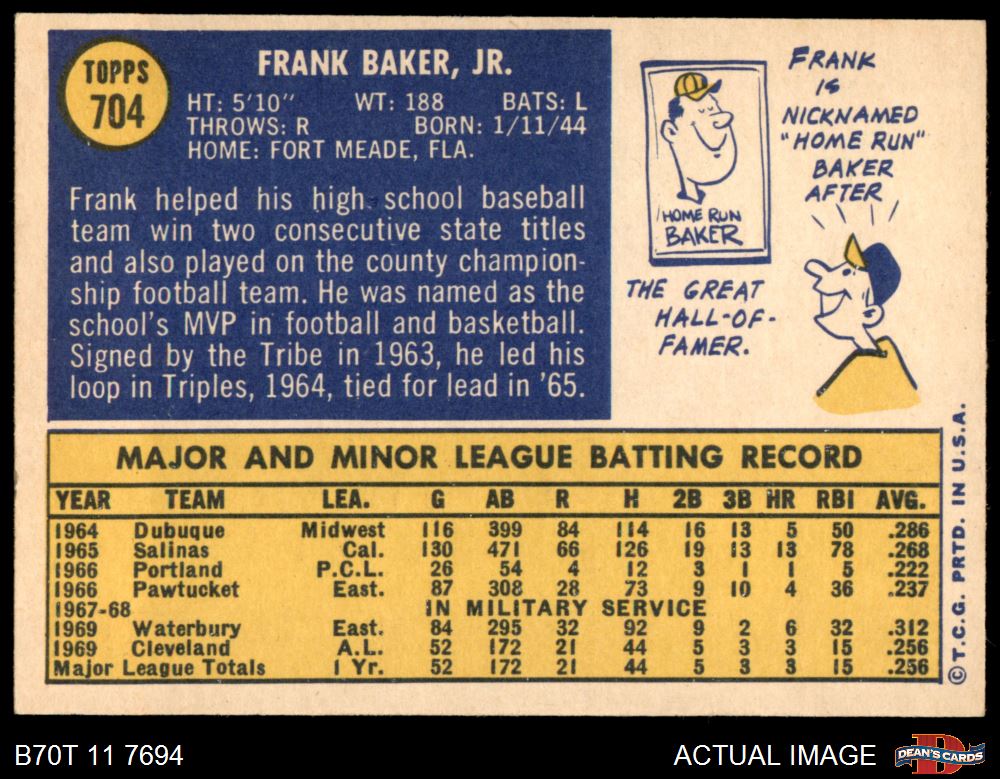 TOPPS
704
FRANK BAKER, JR.
HT: 5'10" WT: 188 BATS: L
THROWS: R BORN: 1/11/44
HOME: FORT MEADE, FLA.
Frank helped his high school baseball
team win two consecutive state titles
and also played on the county champion-
ship football team. He was named as the
school's MVP in football and basketball.
Signed by the Tribe in 1963, he led his
loop in Triples, 1964, tied for lead in '65.
FRANK
IS
NICKNAMED
"HOME RUN"
BAKER
AFTER
HOME RUN
BAKER
THE GREAT
HALL-OF-
FAMER.
MAJOR AND MINOR LEAGUE BATTING RECORD
YEAR TEAM LEA. G AB R H 2B 3B HR RBI AVG.
1964 Dubuque Midwest 116 399 84 114 16 13 5 50 .286
1965 Salinas Cal. 130 471 66 126 19 13 13 78 .268
1966 Portland P.C.L. 26 54 4 12 3 1 1 5 .222
1966 Pawtucket East. 87 308 28 73 9 10 4 36 .237
1967-68 IN MILITARY SERVICE
1969 Waterbury East. 84 295 32 92 9 2 6 32 .312
1969 Cleveland A.L. 52 172 21 44 5 3 3 15 .256
Major League Totals 1 Yr. 52 172 21 44 5 3 3 15 .256
© T.C.G. PRTD. IN U.S.A.
B70T 11 7694
ACTUAL IMAGE
DEAN'S CARDS